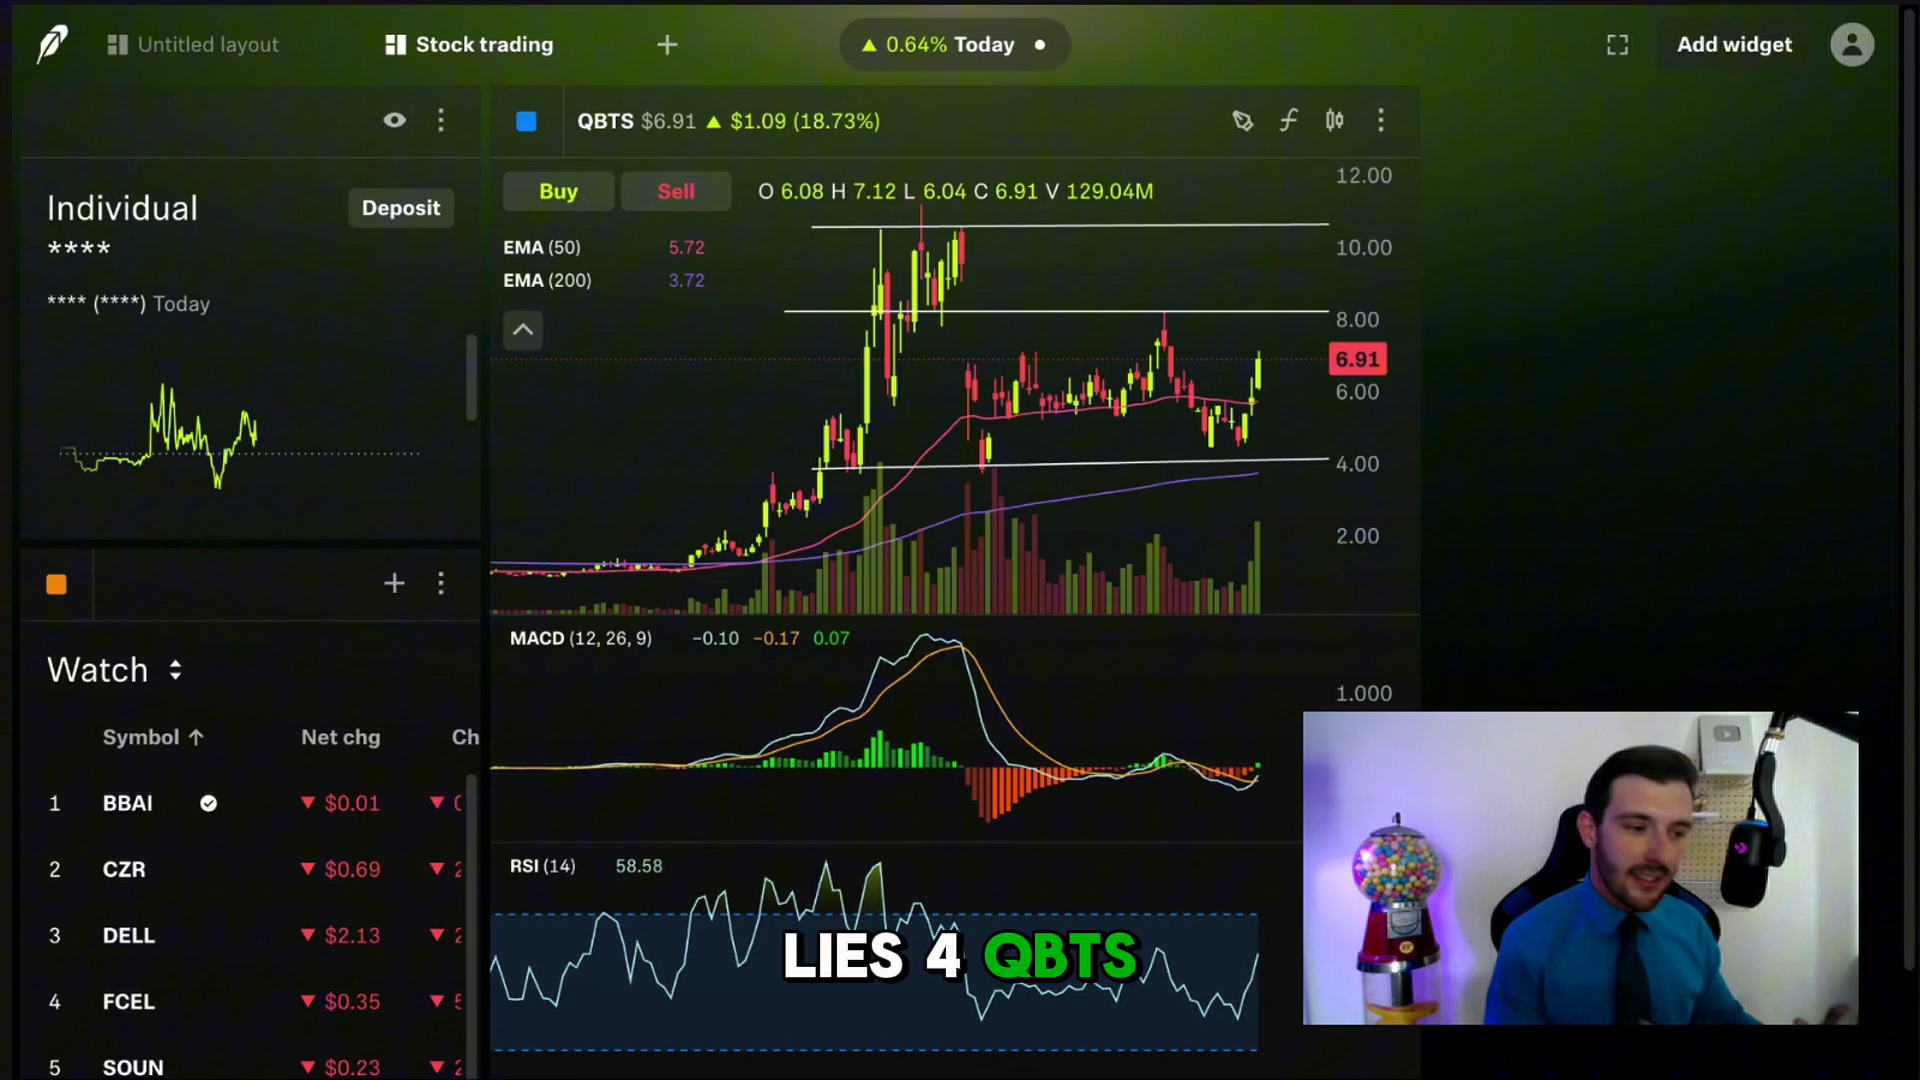 Untitled layout
Stock trading
0.64% Today
Add widget
QBTS $6.91 ▲ $1.09 (18.73%)
Individual
Deposit
****
**** (****) Today
Buy
Sell
O 6.08 H 7.12 L 6.04 C 6.91 V 129.04M
EMA (50) 5.72
EMA (200) 3.72
12.00
10.00
8.00
6.91
6.00
4.00
2.00
MACD (12, 26, 9) −0.10 −0.17 0.07
1.000
RSI (14) 58.58
Watch
Symbol ↑ Net chg Ch
1 BBAI ▼ $0.01 ▼
2 CZR ▼ $0.69 ▼ 2
3 DELL ▼ $2.13 ▼ 2
4 FCEL ▼ $0.35 ▼ 5
5 SOUN ▼ $0.23 ▼ 2
LIES 4 QBTS